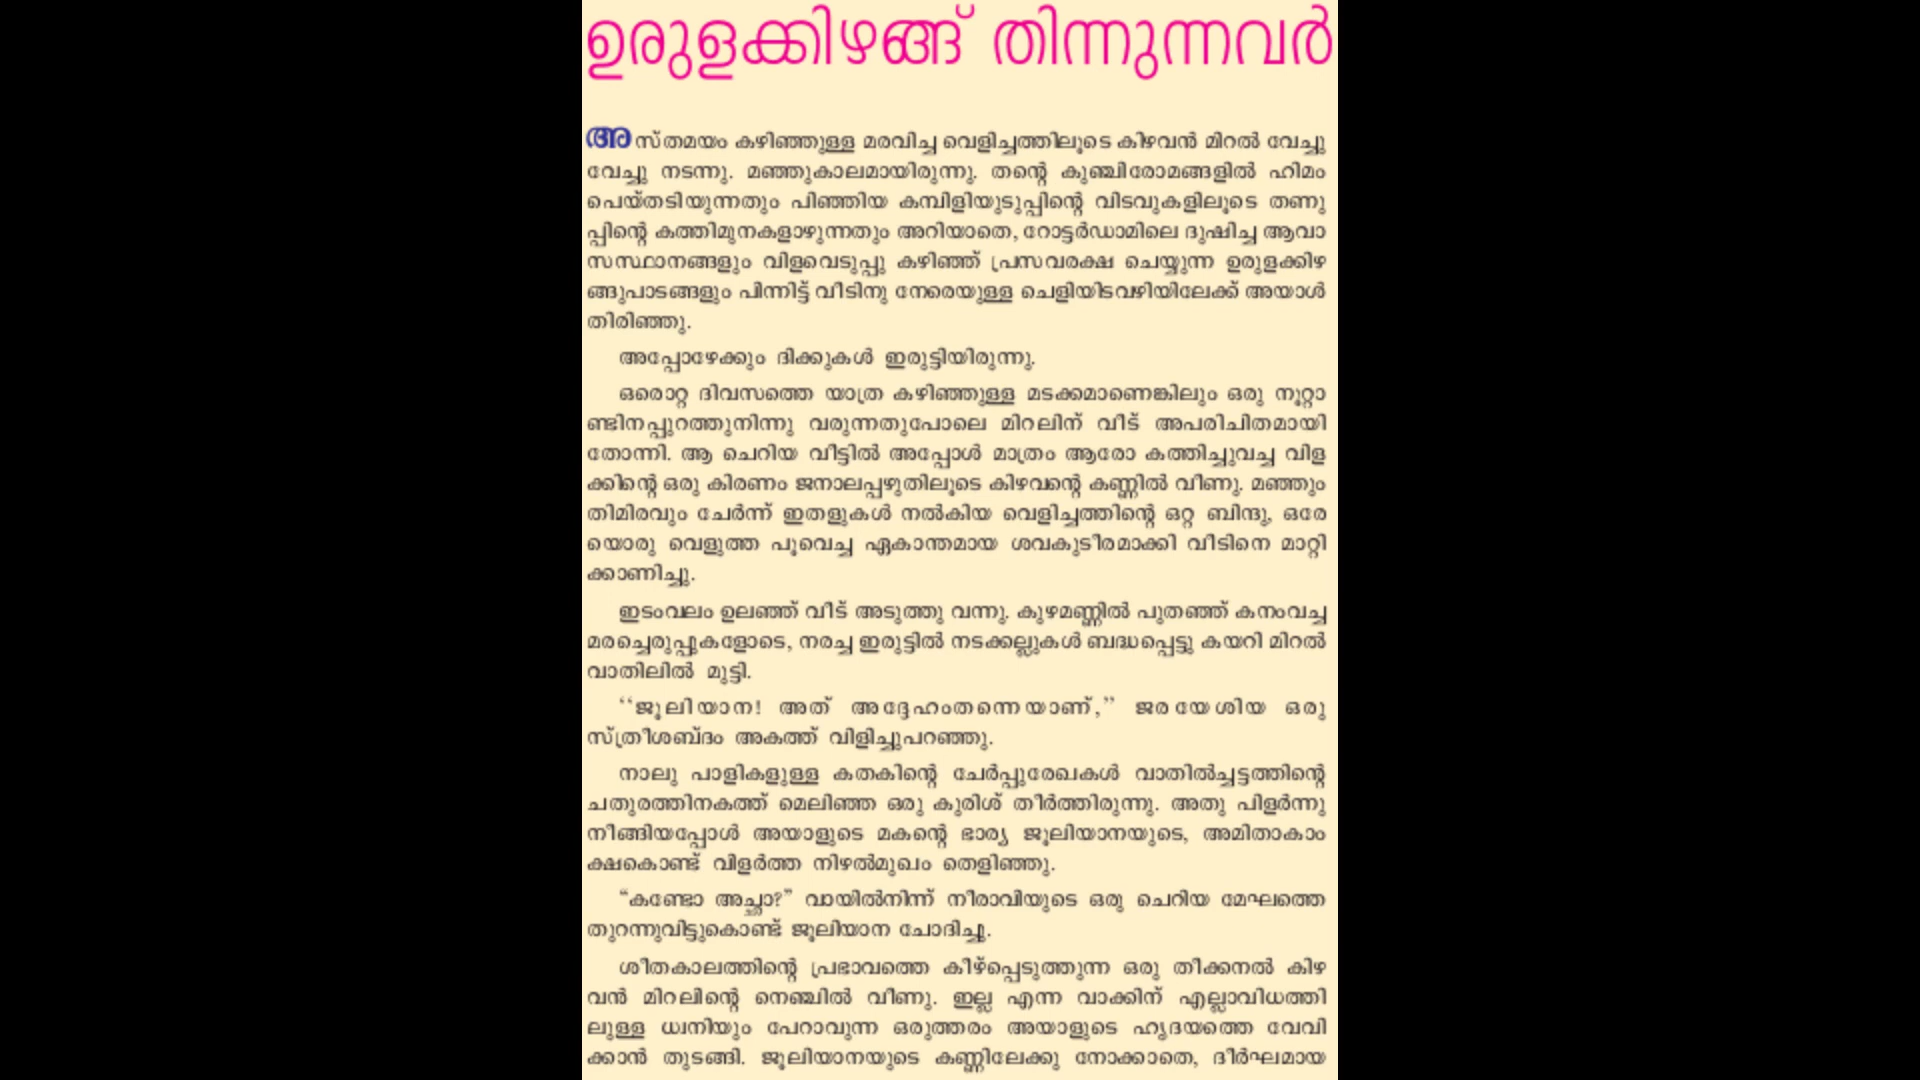 ഉരുളക്കിഴങ്ങ് തിന്നുന്നവർ
അസ്തമയം കഴിഞ്ഞുള്ള മരവിച്ച വെളിച്ചത്തിലൂടെ കിഴവൻ മിറൽ വേച്ചു
വേച്ചു നടന്നു. മഞ്ഞുകാലമായിരുന്നു. തന്റെ കുഞ്ചിരോമങ്ങളിൽ ഹിമം
പെയ്തടിയുന്നതും പിഞ്ഞിയ കമ്പിളിയുടുപ്പിന്റെ വിടവുകളിലൂടെ തണു
പ്പിന്റെ കത്തിമുനകളാഴുന്നതും അറിയാതെ, റോട്ടർഡാമിലെ ദുഷിച്ച ആവാ
സസ്ഥാനങ്ങളും വിളവെടുപ്പു കഴിഞ്ഞ് പ്രസവരക്ഷ ചെയ്യുന്ന ഉരുളക്കിഴ
ങ്ങുപാടങ്ങളും പിന്നിട്ട് വീടിനു നേരെയുള്ള ചെളിയിടവഴിയിലേക്ക് അയാൾ
തിരിഞ്ഞു.
അപ്പോഴേക്കും ദിക്കുകൾ ഇരുട്ടിയിരുന്നു.
ഒരൊറ്റ ദിവസത്തെ യാത്ര കഴിഞ്ഞുള്ള മടക്കമാണെങ്കിലും ഒരു നൂറ്റാ
ണ്ടിനപ്പുറത്തുനിന്നു വരുന്നതുപോലെ മിറലിന് വീട് അപരിചിതമായി
തോന്നി. ആ ചെറിയ വീട്ടിൽ അപ്പോൾ മാത്രം ആരോ കത്തിച്ചുവച്ച വിള
ക്കിന്റെ ഒരു കിരണം ജനാലപ്പഴുതിലൂടെ കിഴവന്റെ കണ്ണിൽ വീണു. മഞ്ഞും
തിമിരവും ചേർന്ന് ഇതളുകൾ നൽകിയ വെളിച്ചത്തിന്റെ ഒറ്റ ബിന്ദു, ഒരേ
യൊരു വെളുത്ത പൂവെച്ച ഏകാന്തമായ ശവകുടീരമാക്കി വീടിനെ മാറ്റി
ക്കാണിച്ചു.
ഇടംവലം ഉലഞ്ഞ് വീട് അടുത്തു വന്നു. കുഴമണ്ണിൽ പുതഞ്ഞ് കനംവച്ച
മരച്ചെരുപ്പുകളോടെ, നരച്ച ഇരുട്ടിൽ നടക്കല്ലുകൾ ബദ്ധപ്പെട്ടു കയറി മിറൽ
വാതിലിൽ മുട്ടി.
‘‘ജൂലിയാന! അത് അദ്ദേഹംതന്നെയാണ്,’’ ജരയേശിയ ഒരു
സ്ത്രീശബ്ദം അകത്ത് വിളിച്ചുപറഞ്ഞു.
നാലു പാളികളുള്ള കതകിന്റെ ചേർപ്പുരേഖകൾ വാതിൽച്ചട്ടത്തിന്റെ
ചതുരത്തിനകത്ത് മെലിഞ്ഞ ഒരു കുരിശ് തീർത്തിരുന്നു. അതു പിളർന്നു
നീങ്ങിയപ്പോൾ അയാളുടെ മകന്റെ ഭാര്യ ജൂലിയാനയുടെ, അമിതാകാം
ക്ഷകൊണ്ട് വിളർത്ത നിഴൽമുഖം തെളിഞ്ഞു.
“കണ്ടോ അച്ഛാ?” വായിൽനിന്ന് നീരാവിയുടെ ഒരു ചെറിയ മേഘത്തെ
തുറന്നുവിട്ടുകൊണ്ട് ജൂലിയാന ചോദിച്ചു.
ശീതകാലത്തിന്റെ പ്രഭാവത്തെ കീഴ്പ്പെടുത്തുന്ന ഒരു തീക്കനൽ കിഴ
വൻ മിറലിന്റെ നെഞ്ചിൽ വീണു. ഇല്ല എന്ന വാക്കിന് എല്ലാവിധത്തി
ലുള്ള ധ്വനിയും പേറാവുന്ന ഒരുത്തരം അയാളുടെ ഹൃദയത്തെ വേവി
ക്കാൻ തുടങ്ങി. ജൂലിയാനയുടെ കണ്ണിലേക്കു നോക്കാതെ, ദീർഘമായ